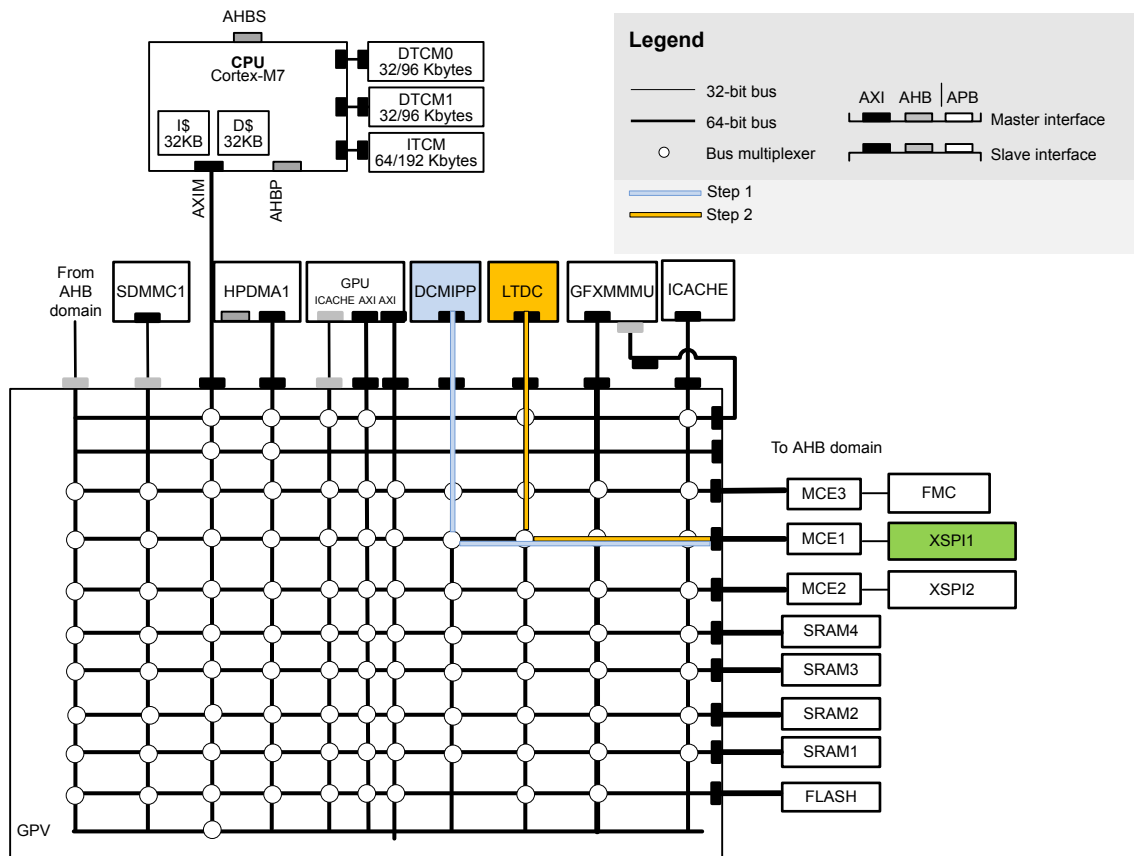 AHBS
CPU
Cortex-M7
I$
32KB
D$
32KB
DTCM0
32/96 Kbytes
DTCM1
32/96 Kbytes
ITCM
64/192 Kbytes
AXIM
AHBP
Legend
32-bit bus
64-bit bus
Bus multiplexer
AXI AHB APB
Master interface
Slave interface
Step 1
Step 2
From
AHB
domain
SDMMC1
HPDMA1
GPU
ICACHE AXI AXI
DCMIPP
LTDC
GFXMMMU
ICACHE
To AHB domain
MCE3
FMC
MCE1
XSPI1
MCE2
XSPI2
SRAM4
SRAM3
SRAM2
SRAM1
FLASH
GPV